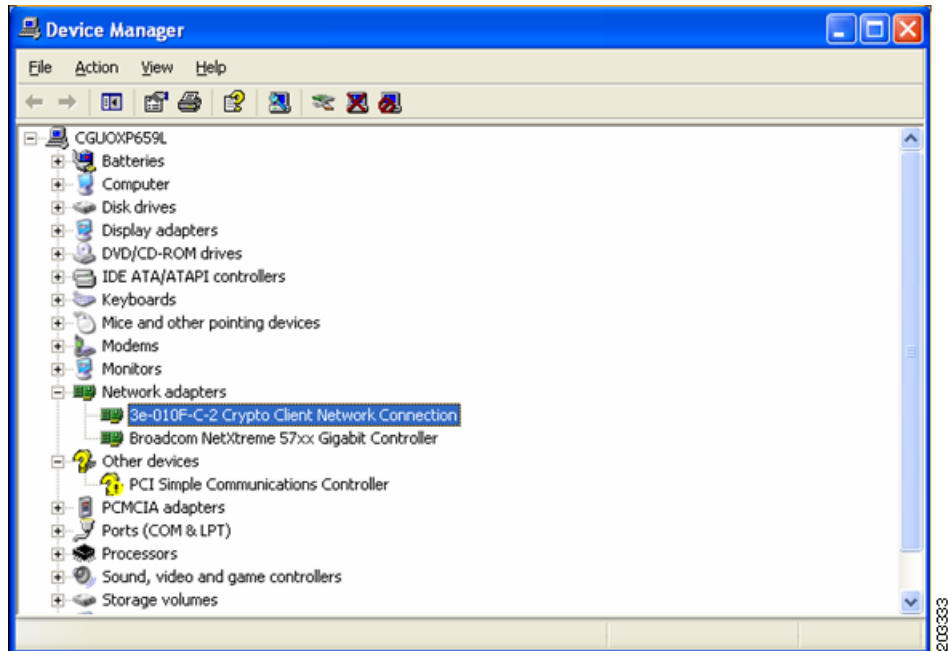 Device Manager
File Action View Help
CGUOXP659L
Batteries
Computer
Disk drives
Display adapters
DVD/CD-ROM drives
IDE ATA/ATAPI controllers
Keyboards
Mice and other pointing devices
Modems
Monitors
Network adapters
3e-010F-C-2 Crypto Client Network Connection
Broadcom NetXtreme 57xx Gigabit Controller
Other devices
PCI Simple Communications Controller
PCMCIA adapters
Ports (COM & LPT)
Processors
Sound, video and game controllers
Storage volumes
203333